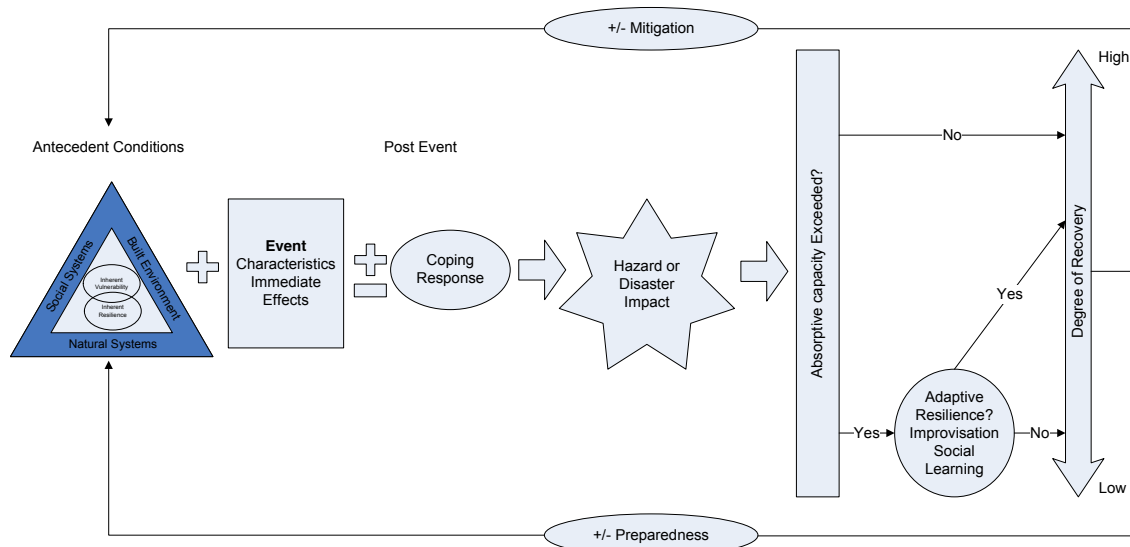 +/- Mitigation
High
No
Antecedent Conditions
Post Event
Social Systems
Built Environment
Natural Systems
Inherent
Vulnerability
Inherent
Resilience
Event
Characteristics
Immediate
Effects
Coping
Response
Hazard or
Disaster
Impact
Absorptive capacity Exceeded?
Yes
Degree of Recovery
Adaptive
Resilience?
Improvisation
Social
Learning
Yes
No
Low
+/- Preparedness